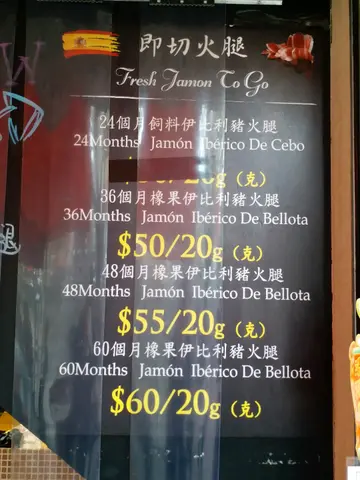 即切火腿
Fresh Jamon To Go
24個月飼料伊比利豬火腿
24Months Jamón Ibérico De Cebo
36個月橡果伊比利豬火腿
36Months Jamón Ibérico De Bellota
$50/20g (克)
48個月橡果伊比利豬火腿
48Months Jamón Ibérico De Bellota
$55/20g (克)
60個月橡果伊比利豬火腿
60Months Jamón Ibérico De Bellota
$60/20g (克)